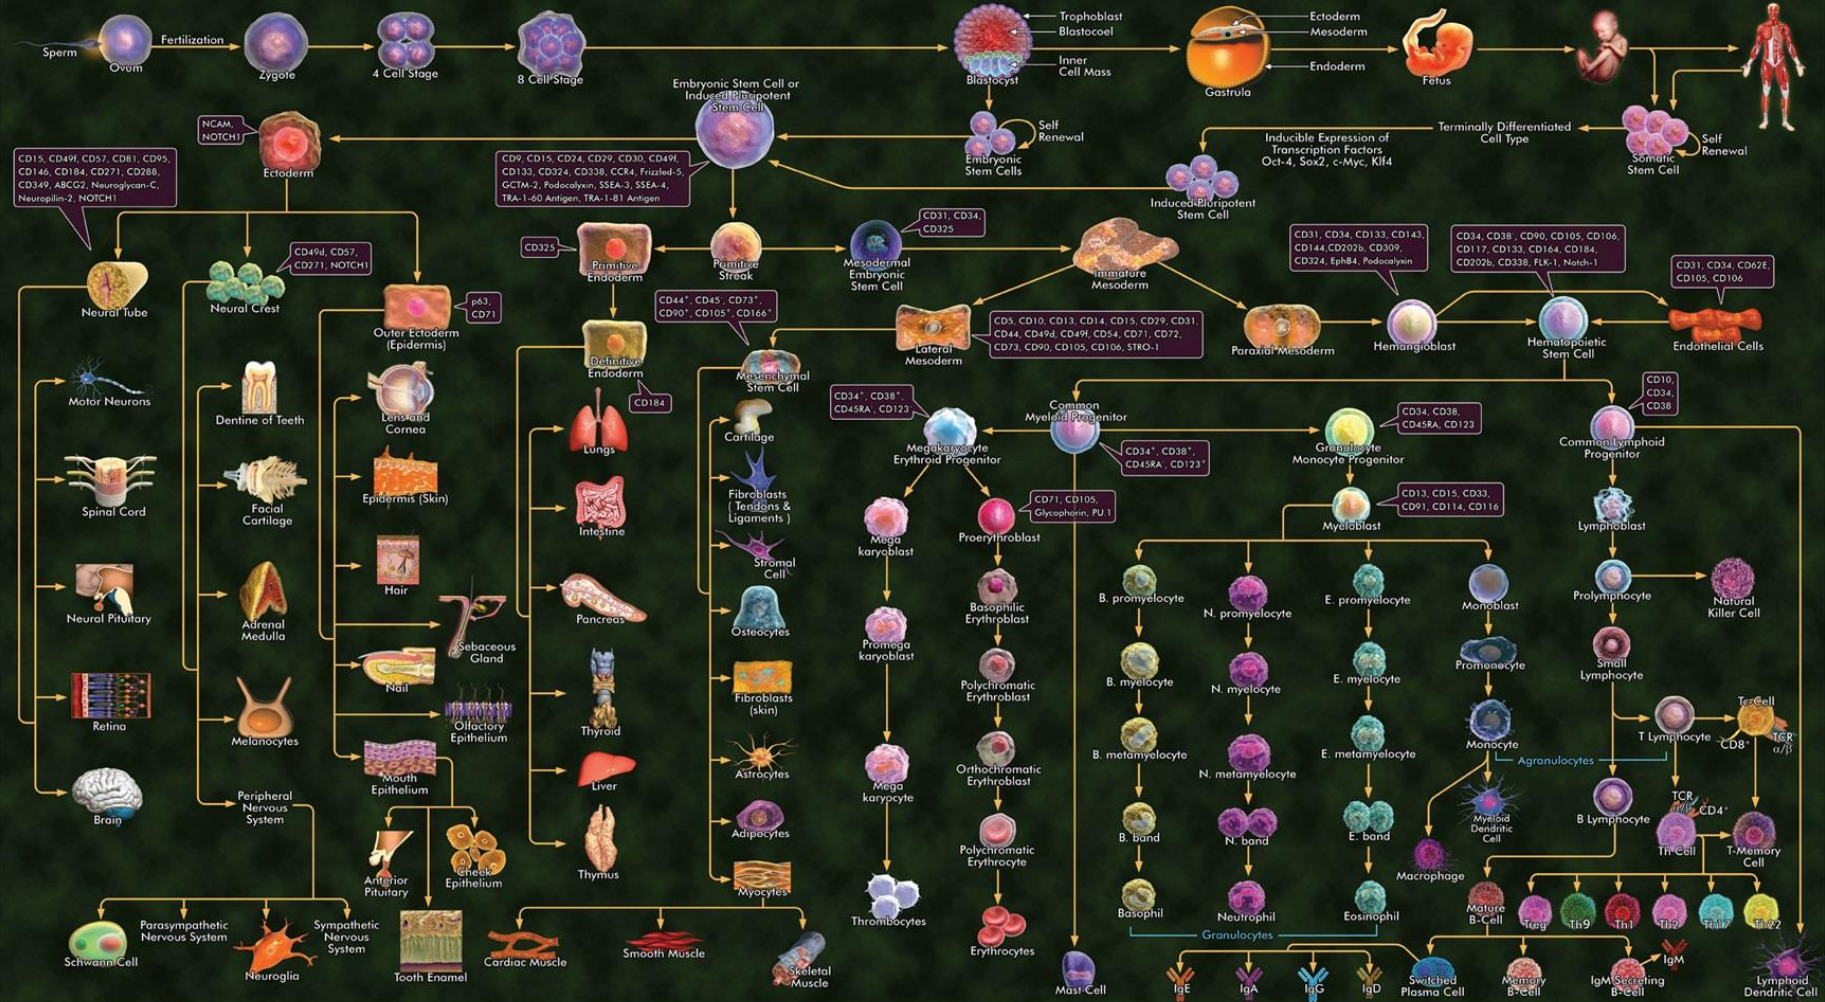 Sperm
Ovum
Fertilization
Zygote
4 Cell Stage
8 Cell Stage
Blastocyst
Trophoblast
Blastocoel
Inner
Cell Mass
Gastrula
Ectoderm
Mesoderm
Endoderm
Fetus
Embryonic Stem Cell or
Induced Pluripotent
Stem Cell
Self
Renewal
Embryonic
Stem Cells
Inducible Expression of
Transcription Factors
Oct-4, Sox2, c-Myc, Klf4
Terminally Differentiated
Cell Type
Self
Renewal
Somatic
Stem Cell
Induced Pluripotent
Stem Cell
NCAM,
NOTCH1
Ectoderm
CD15, CD49f, CD57, CD81, CD95,
CD146, CD184, CD271, CD288,
CD349, ABCG2, Neuroglycan-C,
Neuropilin-2, NOTCH1
CD9, CD15, CD24, CD29, CD30, CD49f,
CD133, CD324, CD338, CCR4, Frizzled-5,
GCTM-2, Podocalyxin, SSEA-3, SSEA-4,
TRA-1-60 Antigen, TRA-1-81 Antigen
CD49d, CD57,
CD271, NOTCH1
Neural Tube
Neural Crest
Outer Ectoderm
(Epidermis)
p63,
CD71
CD325
Primitive
Endoderm
Primitive
Streak
Mesodermal
Embryonic
Stem Cell
CD31, CD34,
CD325
Immature
Mesoderm
CD31, CD34, CD133, CD143,
CD144,CD202b, CD309,
CD324, EphB4, Podocalyxin
CD34, CD38-, CD90, CD105, CD106,
CD117, CD133, CD164, CD184,
CD202b, CD338, FLK-1, Notch-1
CD31, CD34, CD62E,
CD105, CD106
CD44+, CD45-, CD73+,
CD90+, CD105+, CD166+
Definitive
Endoderm
CD184
Mesenchymal
Stem Cell
Lateral
Mesoderm
CD5, CD10, CD13, CD14, CD15, CD29, CD31,
CD44, CD49d, CD49f, CD54, CD71, CD72,
CD73, CD90, CD105, CD106, STRO-1
Paraxial Mesoderm
Hemangioblast
Hematopoietic
Stem Cell
Endothelial Cells
Motor Neurons
Spinal Cord
Neural Pituitary
Retina
Brain
Dentine of Teeth
Facial
Cartilage
Adrenal
Medulla
Melanocytes
Peripheral
Nervous
System
Lens and
Cornea
Epidermis (Skin)
Hair
Sebaceous
Gland
Nail
Olfactory
Epithelium
Mouth
Epithelium
Anterior
Pituitary
Cheek
Epithelium
Tooth Enamel
Schwann Cell
Parasympathetic
Nervous System
Neuroglia
Sympathetic
Nervous
System
Lungs
Intestine
Pancreas
Thyroid
Liver
Thymus
Cartilage
Fibroblasts
( Tendons &
Ligaments )
Stromal
Cell
Osteocytes
Fibroblasts
(skin)
Astrocytes
Adipocytes
Myocytes
Cardiac Muscle
Smooth Muscle
Skeletal
Muscle
CD34+, CD38+,
CD45RA-, CD123-
Megakaryocyte
Erythroid Progenitor
Common
Myeloid Progenitor
CD34+, CD38+,
CD45RA-, CD123+
Granulocyte
Monocyte Progenitor
CD34, CD38,
CD45RA, CD123
CD10,
CD34,
CD38
Common Lymphoid
Progenitor
Mega
karyoblast
Promega
karyoblast
Mega
karyocyte
Thrombocytes
CD71, CD105,
Glycophorin, PU.1
Proerythroblast
Basophilic
Erythroblast
Polychromatic
Erythroblast
Orthochromatic
Erythroblast
Polychromatic
Erythrocyte
Erythrocytes
Mast Cell
Myeloblast
CD13, CD15, CD33,
CD91, CD114, CD116
B. promyelocyte
B. myelocyte
B. metamyelocyte
B. band
Basophil
N. promyelocyte
N. myelocyte
N. metamyelocyte
N. band
Neutrophil
E. promyelocyte
E. myelocyte
E. metamyelocyte
E. band
Eosinophil
Granulocytes
Monoblast
Promonocyte
Monocyte
Agranulocytes
Macrophage
Myeloid
Dendritic
Cell
Lymphoblast
Prolymphocyte
Natural
Killer Cell
Small
Lymphocyte
T Lymphocyte
Tc Cell
CD8+
TCR
α/β
B Lymphocyte
TCR
α/β
CD4+
Th Cell
T-Memory
Cell
Mature
B-Cell
Treg
Th9
Th1
Th2
Th17
Th22
IgE
IgA
IgG
IgD
Switched
Plasma Cell
Memory
B-Cell
IgM Secreting
B-Cell
IgM
Lymphoid
Dendritic Cell